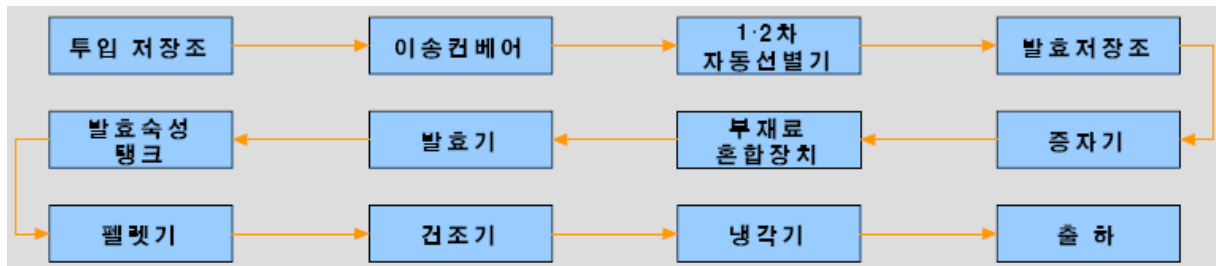 투입 저장조
이송컨베어
1·2차
자동선별기
발효저장조
증자기
부재료
혼합장치
발효기
발효숙성
탱크
펠렛기
건조기
냉각기
출 하